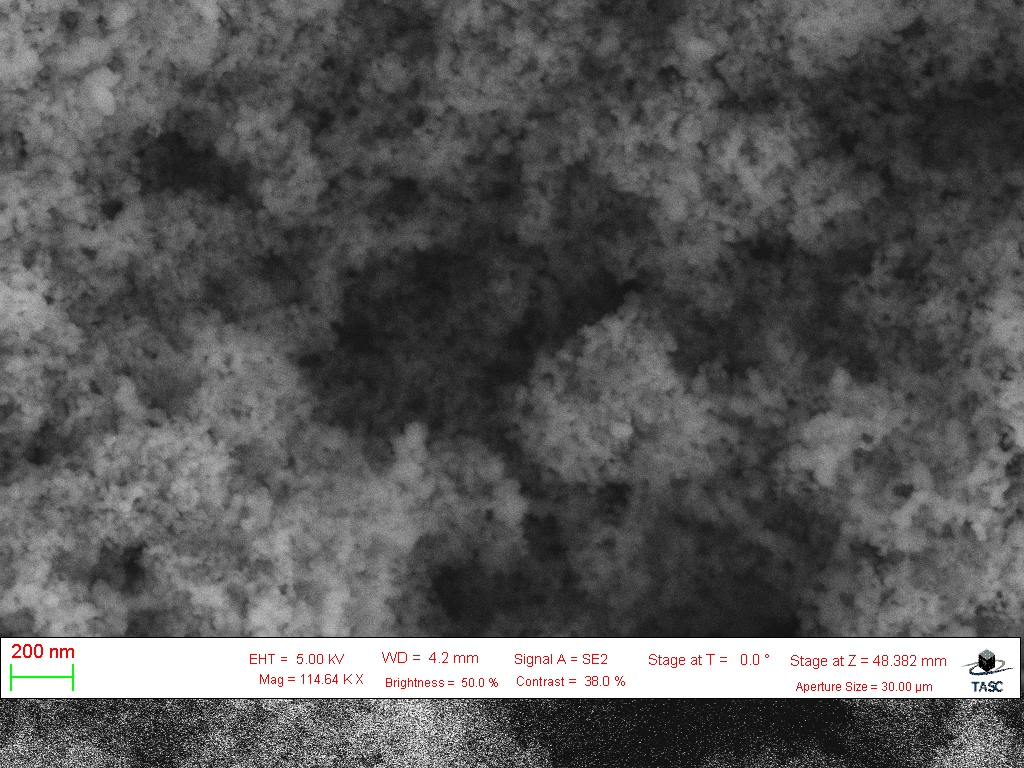 200 nm
EHT = 5.00 kV WD = 4.2 mm Signal A = SE2 Stage at T = 0.0 ° Stage at Z = 48.382 mm
Mag = 114.64 K X Brightness = 50.0 % Contrast = 38.0 % Aperture Size = 30.00 µm
TASC